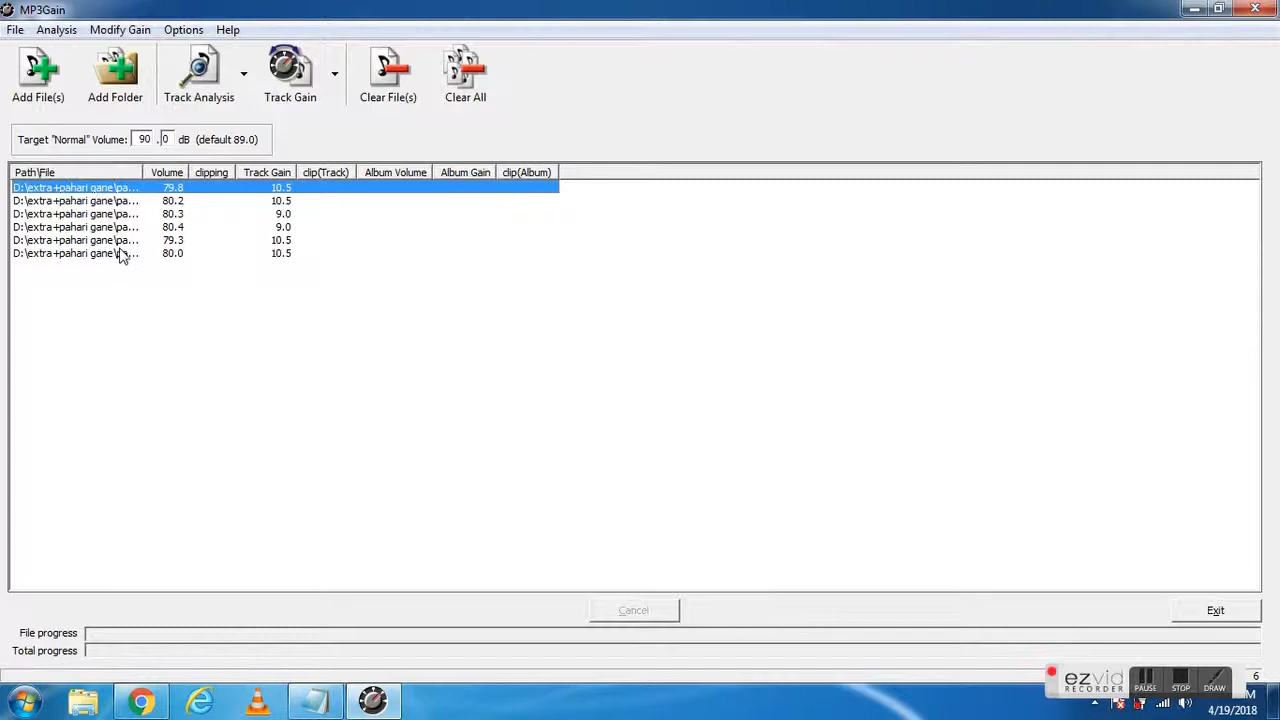 MP3Gain
File Analysis Modify Gain Options Help
Add File(s) Add Folder Track Analysis Track Gain Clear File(s) Clear All
Target "Normal" Volume: 90 . 0 dB (default 89.0)
Path\File Volume clipping Track Gain clip(Track) Album Volume Album Gain clip(Album)
D:\extra+pahari gane\pa... 79.8 10.5
D:\extra+pahari gane\pa... 80.2 10.5
D:\extra+pahari gane\pa... 80.3 9.0
D:\extra+pahari gane\pa... 80.4 9.0
D:\extra+pahari gane\pa... 79.3 10.5
D:\extra+pahari gane\pa... 80.0 10.5
Cancel Exit
File progress
Total progress
6
ezvid
RECORDER PAUSE STOP DRAW
M
4/19/2018